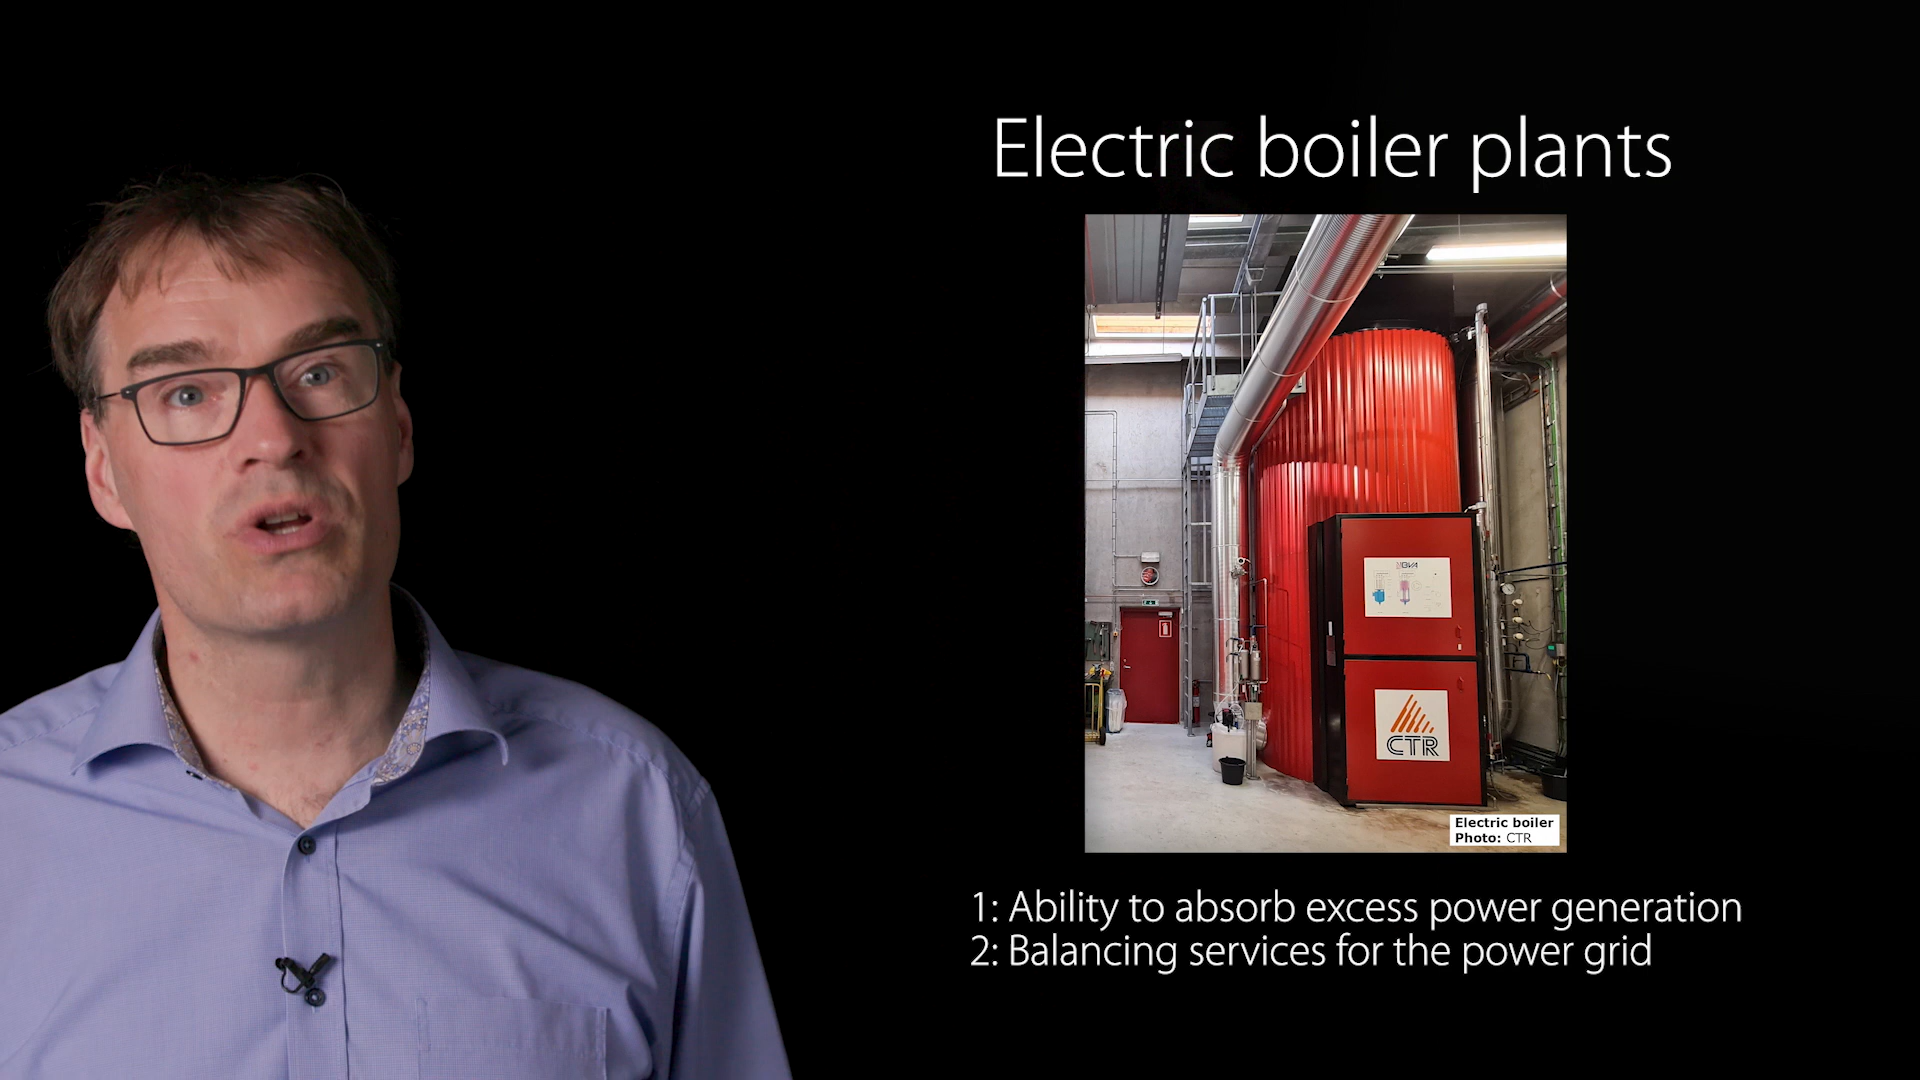 Electric boiler plants
CTR
Electric boiler
Photo: CTR
1: Ability to absorb excess power generation
2: Balancing services for the power grid